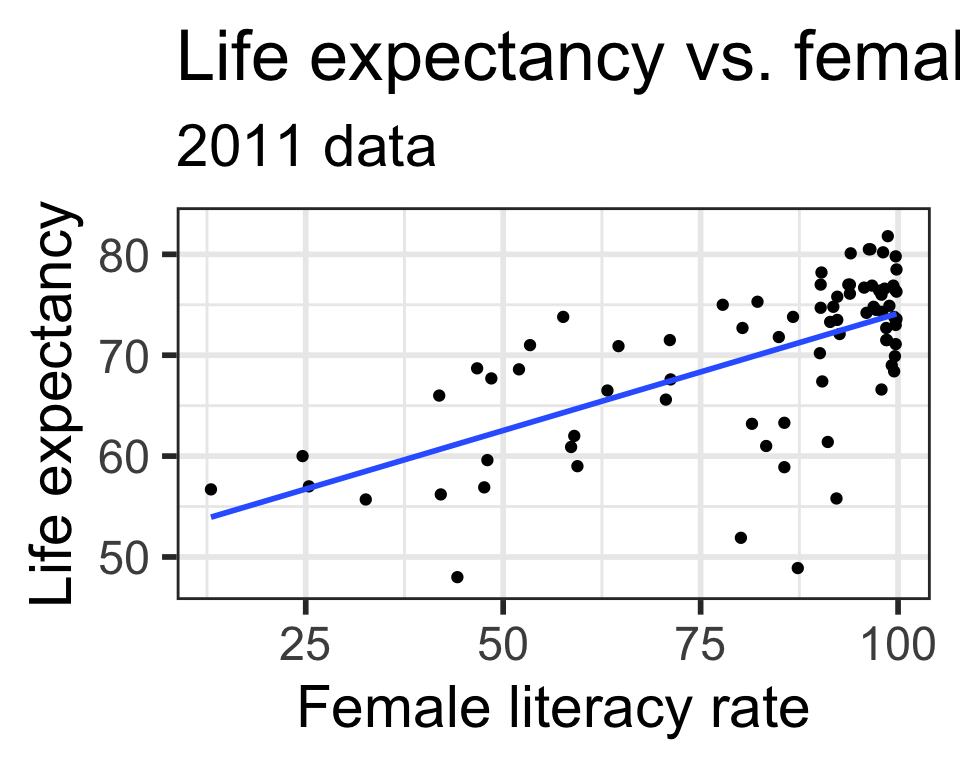 Life expectancy vs. femal
2011 data
Life expectancy
80
70
60
50
25 50 75 100
Female literacy rate